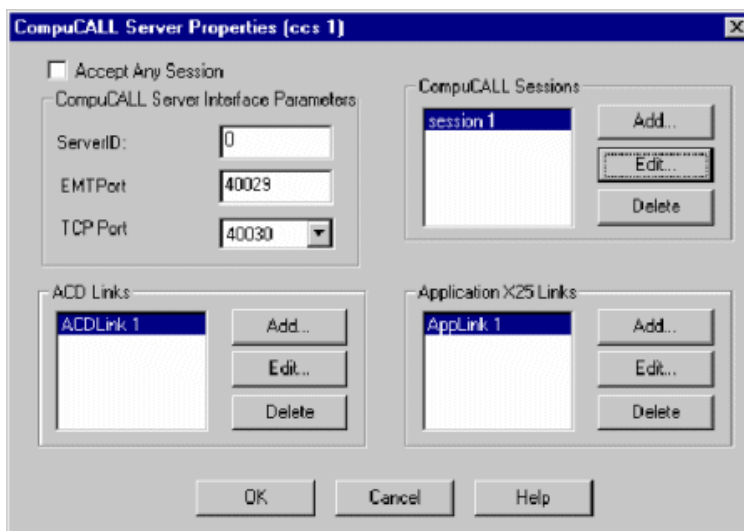 CompuCALL Server Properties (ccs 1)
Accept Any Session
CompuCALL Server Interface Parameters
ServerID: 0
EMTPort 40029
TCP Port 40030
CompuCALL Sessions
session 1
Add...
Edit...
Delete
ACD Links
ACDLink 1
Add...
Edit...
Delete
Application X25 Links
AppLink 1
Add...
Edit...
Delete
OK Cancel Help